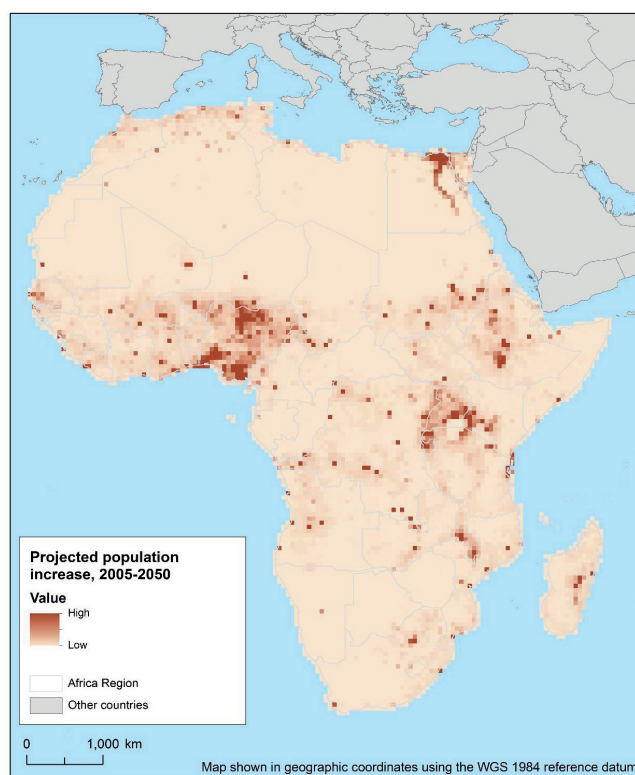 Projected population
increase, 2005-2050
Value
High
Low
Africa Region
Other countries
0 1,000 km
Map shown in geographic coordinates using the WGS 1984 reference datum